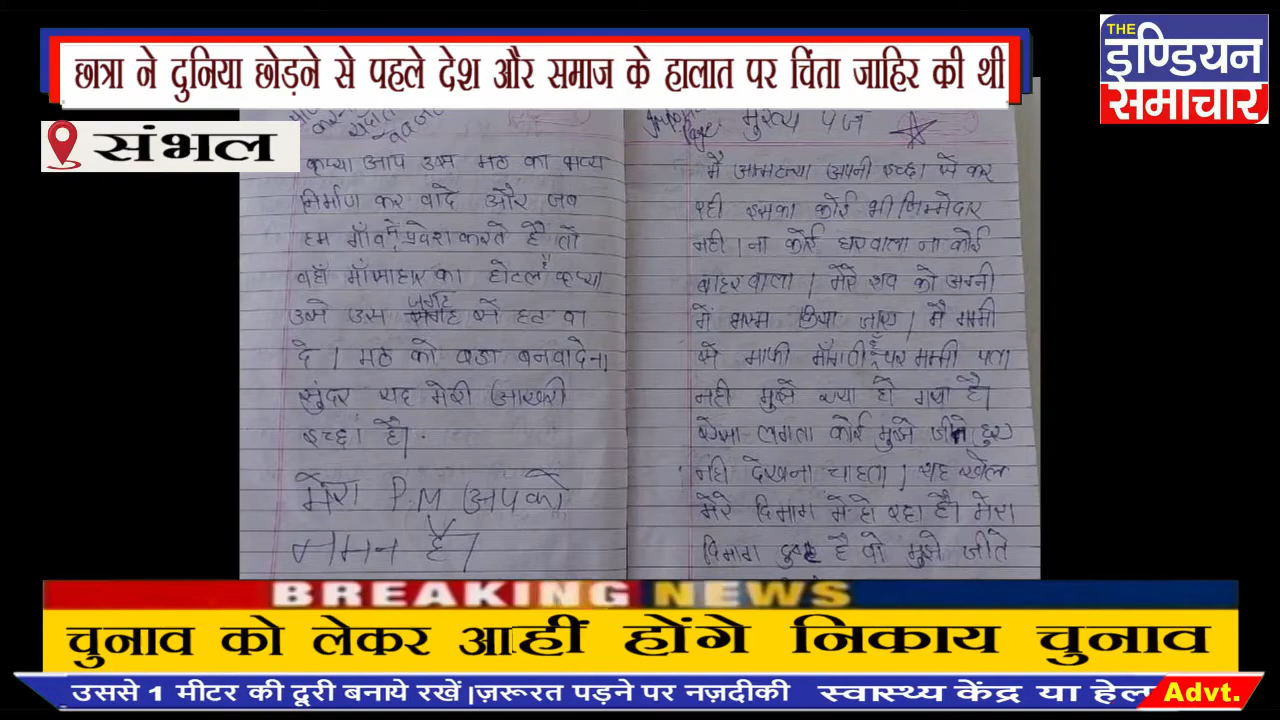 THE
इण्डियन
समाचार
छात्रा ने दुनिया छोड़ने से पहले देश और समाज के हालात पर चिंता जाहिर की थी
संभल
कृप्या आप उस मठ का भव्य
निर्माण कर वादे और जब
हम गाँव में प्रवेश करते हैं तो
वहाँ माँसाहार का होटल है कृप्या
उसे उस जगह से हट वा
दे । मठ को बडा बनवादेना
सुंदर यह मेरी आखरी
इच्छा है।
मेरा P.M आपको
नमन है।
Page मुख्य पेज
मै आत्महत्या अपनी इच्छा से कर
रही इसका कोई भी जिम्मेदार
नही । ना कोई घरवाला ना कोई
बाहरवाला । मेरे शव को अग्नी
में भस्म किया जाए । मै मम्मी
से माफी माँगती हूँ पर मम्मी पता
नही मुझे क्या हो गया है।
ऐसा लगता कोई मुझे जीते हुए
नही देखना चाहता । यह खेल
मेरे दिमाग में हो रहा है। मेरा
दिमाग है वो मुझे जीते
BREAKING NEWS
चुनाव को लेकर आ हीं होंगे निकाय चुनाव
उससे 1 मीटर की दूरी बनाये रखें।ज़रूरत पड़ने पर नज़दीकी स्वास्थ्य केंद्र या हेल
Advt.